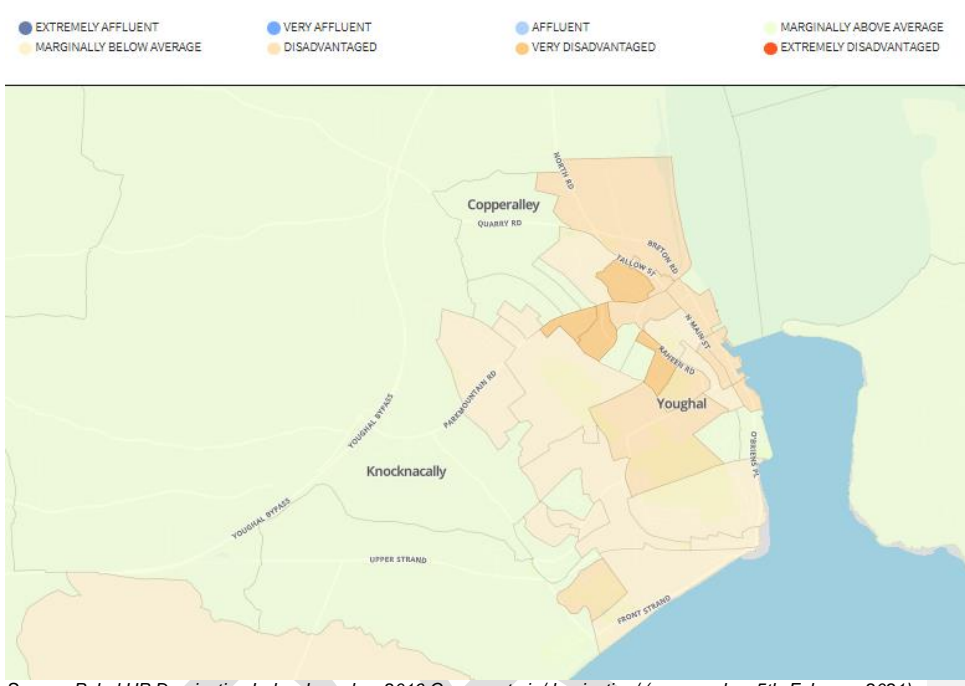 EXTREMELY AFFLUENT
VERY AFFLUENT
AFFLUENT
MARGINALLY ABOVE AVERAGE
MARGINALLY BELOW AVERAGE
DISADVANTAGED
VERY DISADVANTAGED
EXTREMELY DISADVANTAGED
NORTH RD
Copperalley
QUARRY RD
BRETON RD
TALLOW ST
N MAIN ST
RAHEEN RD
PARKMOUNTAIN RD
Youghal
YOUGHAL BYPASS
O'BRIENS PL
Knocknacally
YOUGHAL BYPASS
UPPER STRAND
FRONT STRAND